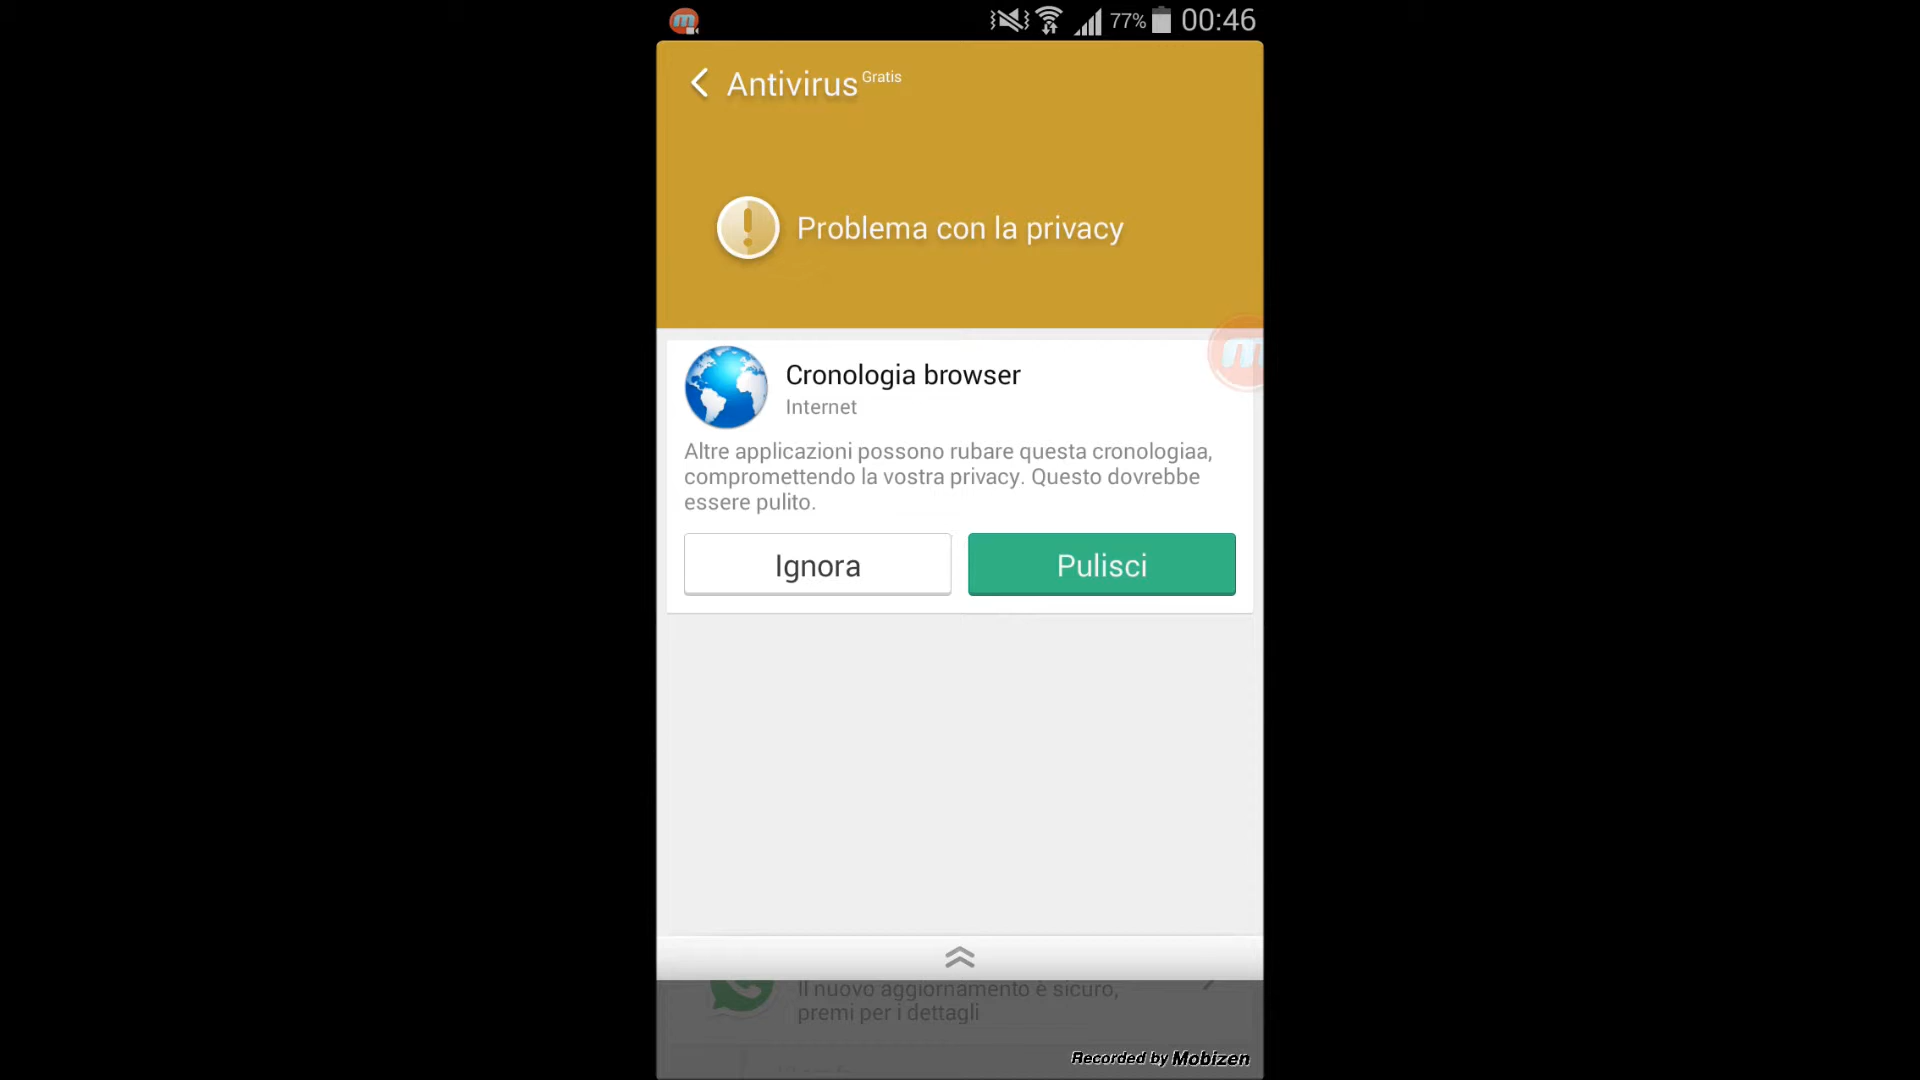 77% 00:46
Antivirus Gratis
Problema con la privacy
Cronologia browser
Internet
Altre applicazioni possono rubare questa cronologiaa,
compromettendo la vostra privacy. Questo dovrebbe
essere pulito.
Ignora Pulisci
Il nuovo aggiornamento è sicuro,
premi per i dettagli
Recorded by Mobizen